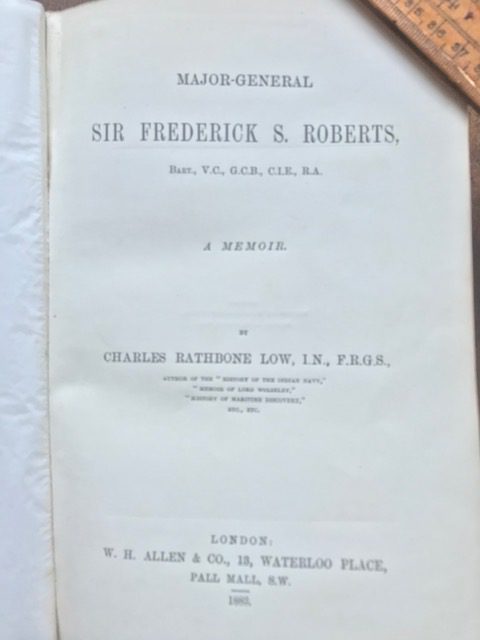 MAJOR-GENERAL
SIR FREDERICK S. ROBERTS,
BART., V.C., G.C.B., C.I.E., R.A.
A MEMOIR.
BY
CHARLES RATHBONE LOW, I.N., F.R.G.S.,
AUTHOR OF THE "HISTORY OF THE INDIAN NAVY,"
"MEMOIR OF LORD WOLSELEY,"
"HISTORY OF MARITIME DISCOVERY,"
ETC., ETC.
LONDON:
W. H. ALLEN & CO., 13, WATERLOO PLACE,
PALL MALL, S.W.
1883.